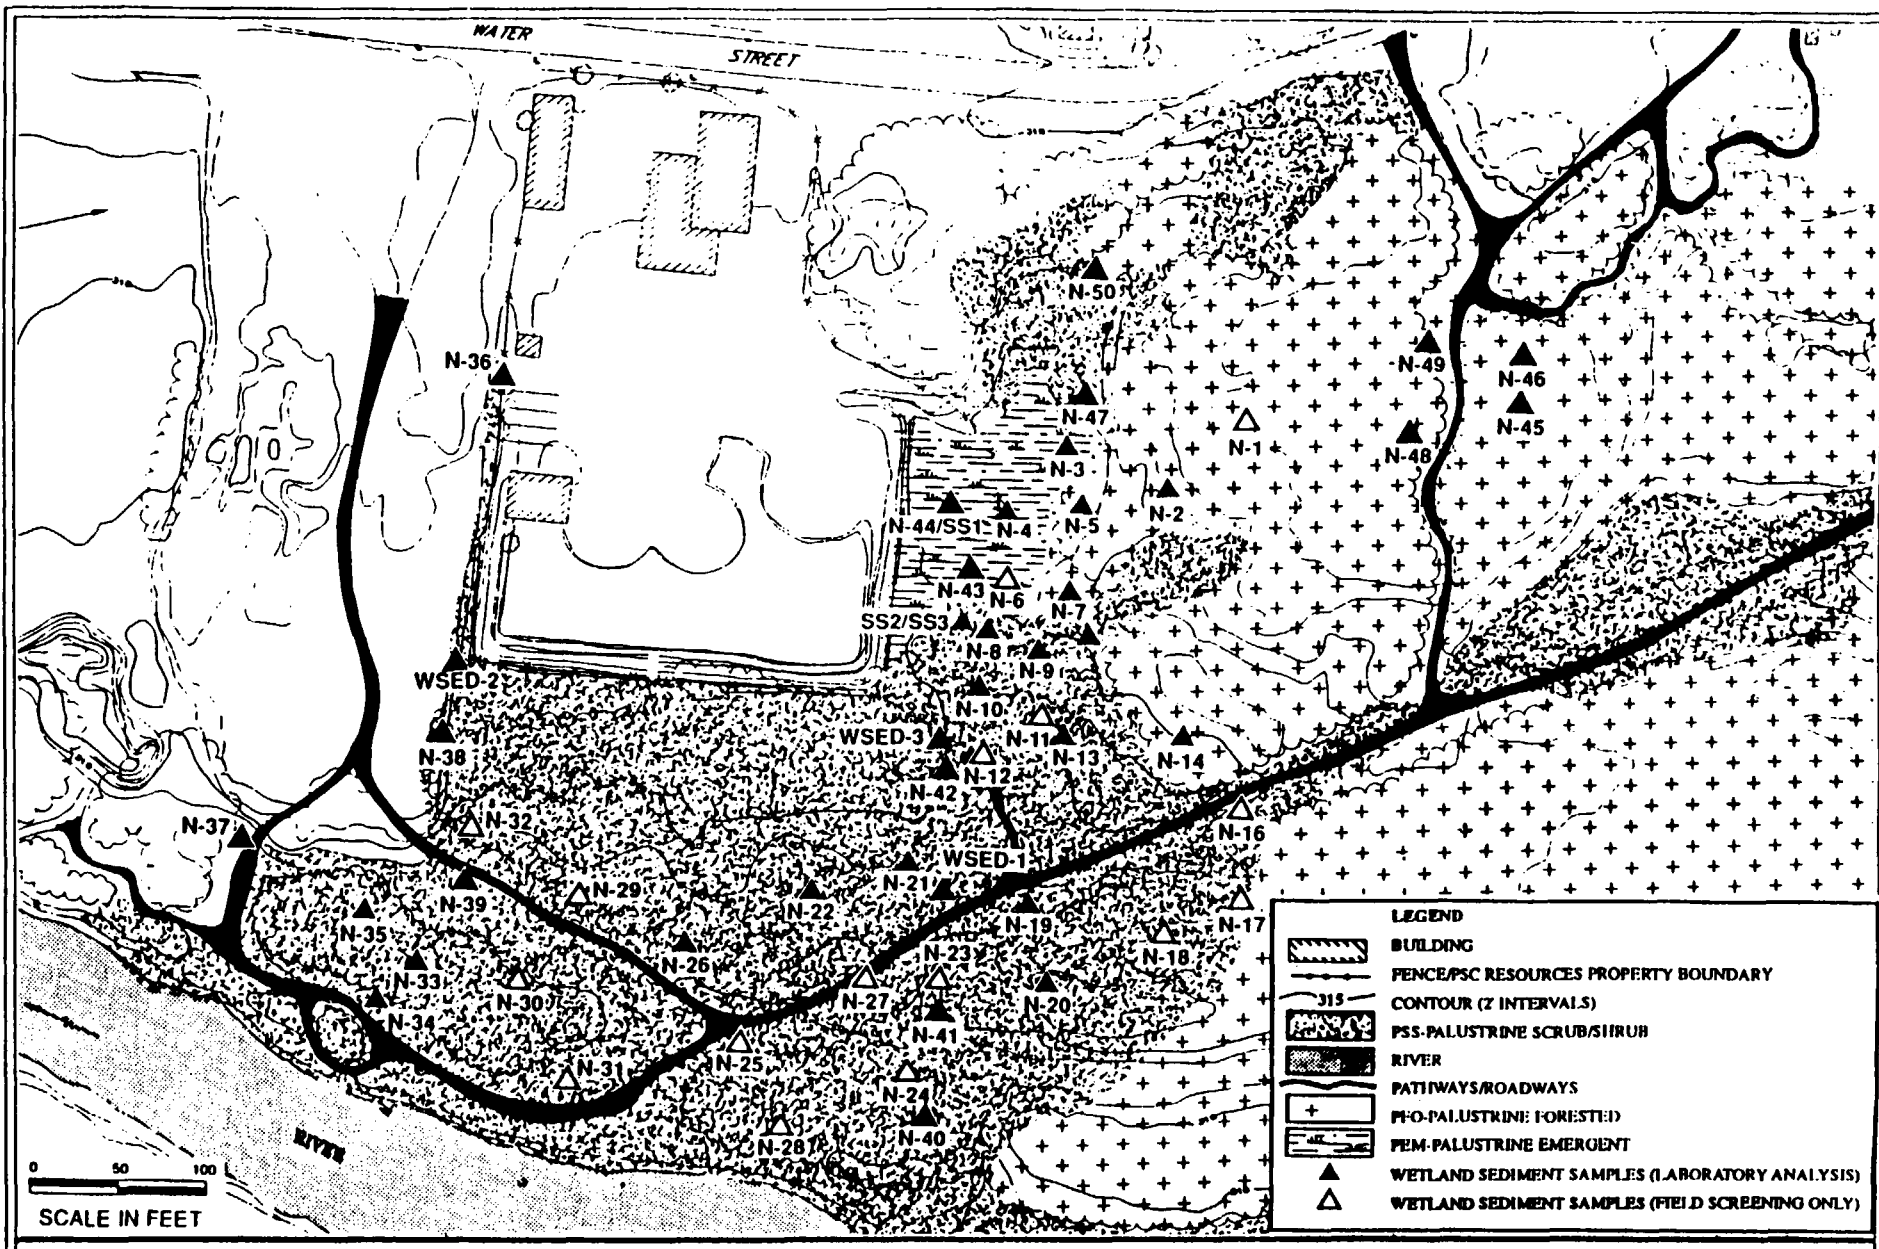 WATER
STREET
310
N-50
N-36
N-49
N-46
N-47
N-45
N-1
N-48
N-3
N-44/SS1
N-4
N-5
N-2
N-43
N-6
N-7
SS2/SS3
N-8
N-9
WSED-2
N-10
WSED-3
N-11
N-13
N-14
N-38
N-12
N-42
N-32
N-37
N-16
WSED-1
N-29
N-21
N-39
N-22
N-19
N-17
N-35
N-18
N-23
N-26
N-33
N-30
N-27
N-20
N-34
N-41
N-25
N-31
N-24
N-40
N-28
RIVER
0 50 100
SCALE IN FEET
LEGEND
BUILDING
FENCE/PSC RESOURCES PROPERTY BOUNDARY
315 CONTOUR (2' INTERVALS)
PSS-PALUSTRINE SCRUB/SHRUB
RIVER
PATHWAYS/ROADWAYS
PFO-PALUSTRINE FORESTED
PEM-PALUSTRINE EMERGENT
WETLAND SEDIMENT SAMPLES (LABORATORY ANALYSIS)
WETLAND SEDIMENT SAMPLES (FIELD SCREENING ONLY)